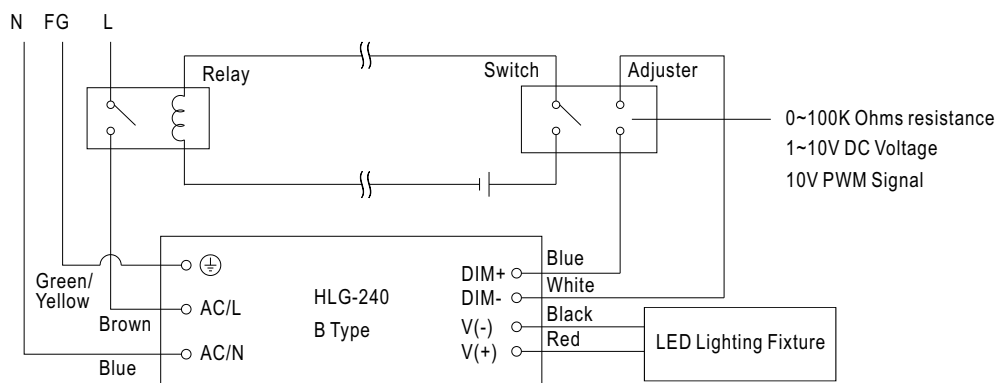 N FG L
Relay
Switch
Adjuster
0~100K Ohms resistance
1~10V DC Voltage
10V PWM Signal
Green/
Yellow
Brown
Blue
AC/L
AC/N
HLG-240
B Type
DIM+
DIM-
V(-)
V(+)
Blue
White
Black
Red
LED Lighting Fixture